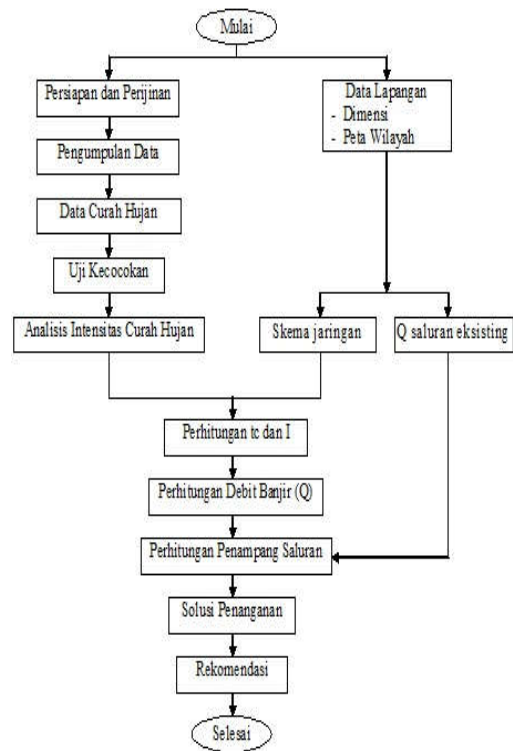 Mulai
Persiapan dan Perijinan
Pengumpulan Data
Data Curah Hujan
Uji Kecocokan
Analisis Intensitas Curah Hujan
Data Lapangan
- Dimensi
- Peta Wilayah
Skema jaringan
Q saluran eksisting
Perhitungan tc dan I
Perhitungan Debit Banjir (Q)
Perhitungan Penampang Saluran
Solusi Penanganan
Rekomendasi
Selesai